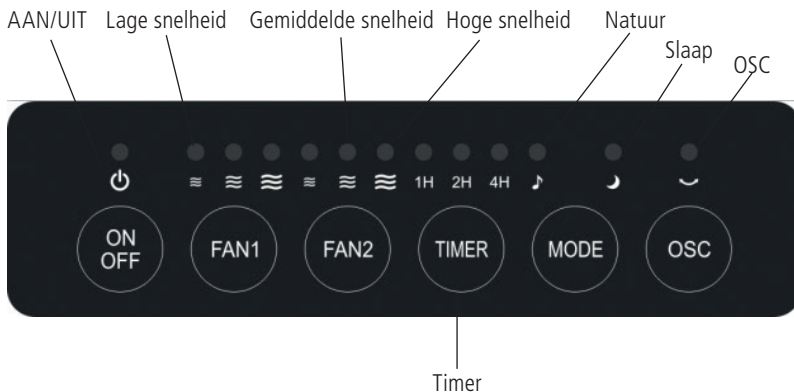 AAN/UIT Lage snelheid Gemiddelde snelheid Hoge snelheid Natuur
Slaap
OSC
1H 2H 4H
ON
OFF
FAN1
FAN2
TIMER
MODE
OSC
Timer